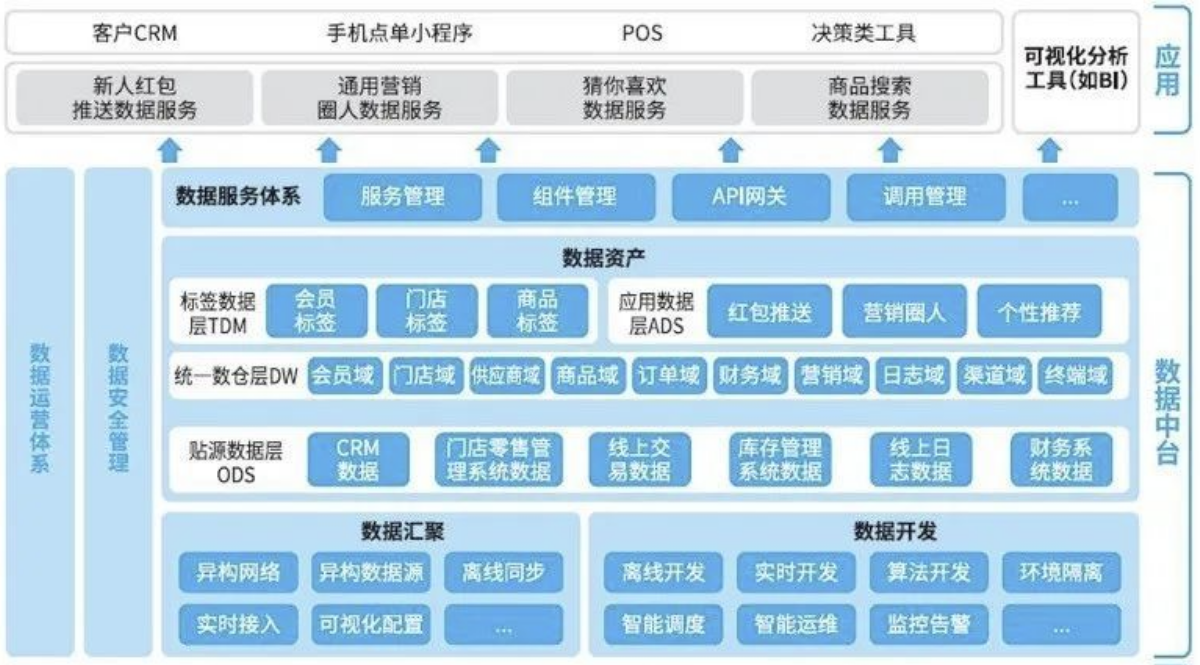 客户CRM
手机点单小程序
POS
决策类工具
新人红包
推送数据服务
通用营销
圈人数据服务
猜你喜欢
数据服务
商品搜索
数据服务
可视化分析
工具(如BI)
应用
数据运营体系
数据安全管理
数据服务体系
服务管理
组件管理
API网关
调用管理
...
数据资产
标签数据
层TDM
会员
标签
门店
标签
商品
标签
应用数据
层ADS
红包推送
营销圈人
个性推荐
统一数仓层DW
会员域
门店域
供应商域
商品域
订单域
财务域
营销域
日志域
渠道域
终端域
贴源数据层
ODS
CRM
数据
门店零售管
理系统数据
线上交
易数据
库存管理
系统数据
线上日
志数据
财务系
统数据
数据汇聚
异构网络
异构数据源
离线同步
实时接入
可视化配置
...
数据开发
离线开发
实时开发
算法开发
环境隔离
智能调度
智能运维
监控告警
...
数据中台